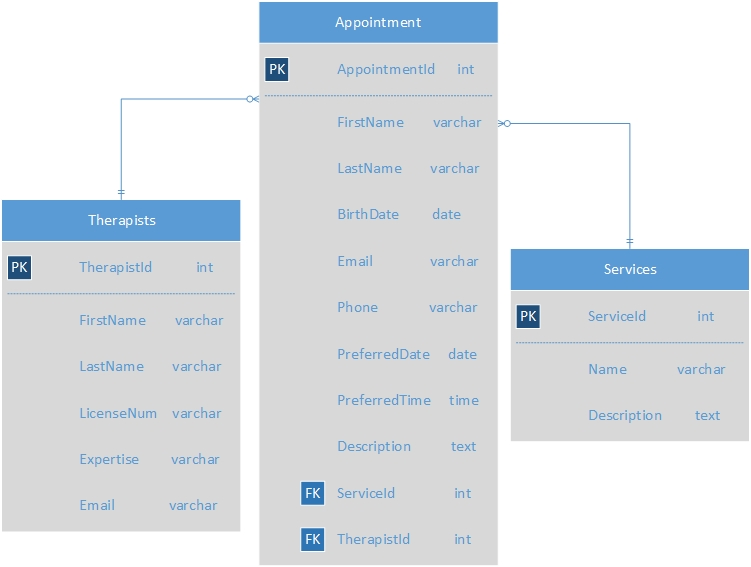 Appointment
PK AppointmentId int
FirstName varchar
LastName varchar
BirthDate date
Email varchar
Phone varchar
PreferredDate date
PreferredTime time
Description text
FK ServiceId int
FK TherapistId int
Therapists
PK TherapistId int
FirstName varchar
LastName varchar
LicenseNum varchar
Expertise varchar
Email varchar
Services
PK ServiceId int
Name varchar
Description text